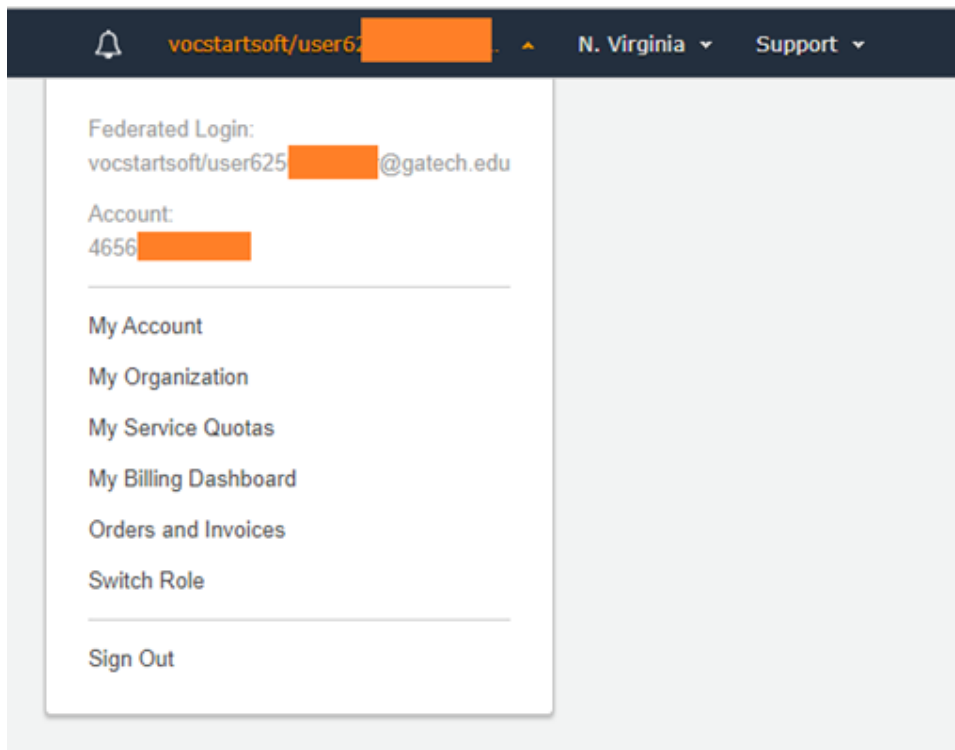 vocstartsoft/user62 .. N. Virginia Support
Federated Login:
vocstartsoft/user625 @gatech.edu
Account:
4656
My Account
My Organization
My Service Quotas
My Billing Dashboard
Orders and Invoices
Switch Role
Sign Out